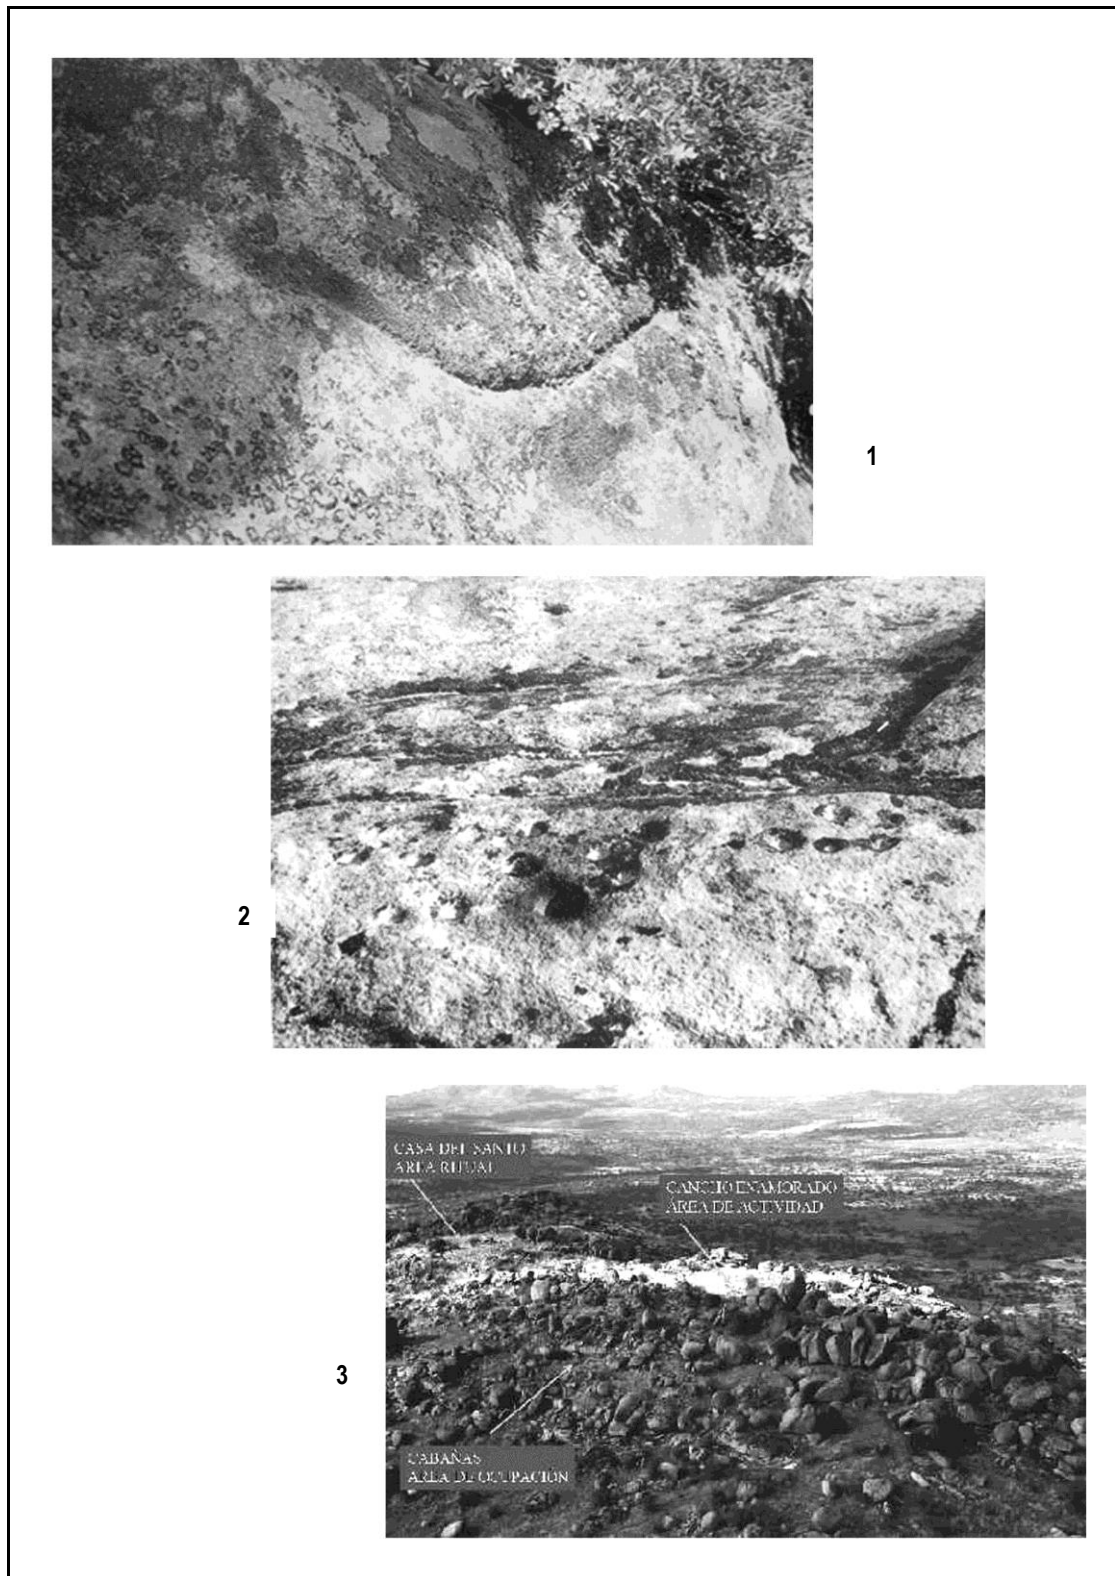 1
2
CASA DEL SANTO
ÁREA RITUAL
CANCHO ENAMORADO
ÁREA DE ACTIVIDAD
3
CABAÑAS
ÁREA DE OCUPACIÓN